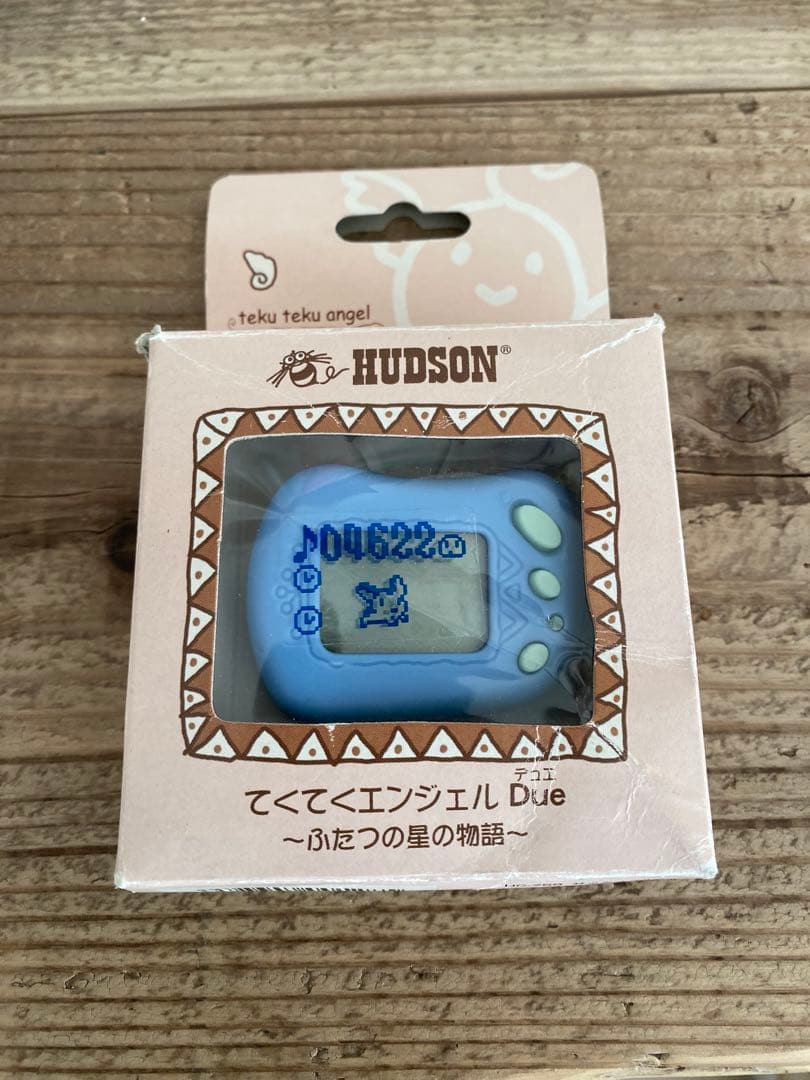 @teku teku angel
HUDSON®
♪04622
てくてくエンジェル Due
デュエ
～ふたつの星の物語～